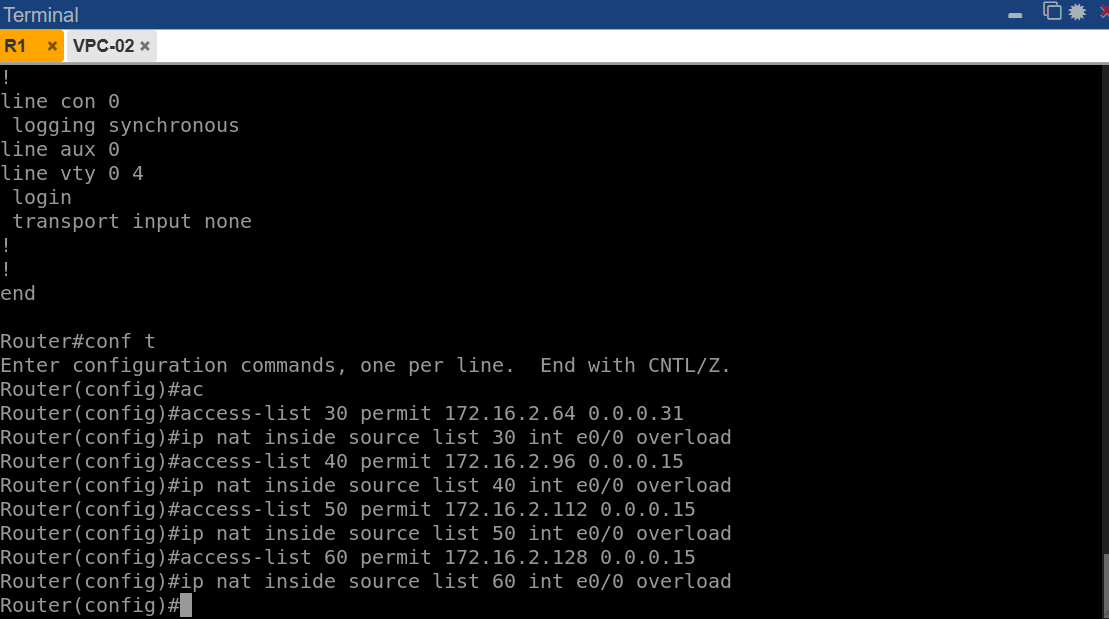 Terminal
R1 × VPC-02 ×
!
line con 0
 logging synchronous
line aux 0
line vty 0 4
 login
 transport input none
!
!
end

Router#conf t
Enter configuration commands, one per line.  End with CNTL/Z.
Router(config)#ac
Router(config)#access-list 30 permit 172.16.2.64 0.0.0.31
Router(config)#ip nat inside source list 30 int e0/0 overload
Router(config)#access-list 40 permit 172.16.2.96 0.0.0.15
Router(config)#ip nat inside source list 40 int e0/0 overload
Router(config)#access-list 50 permit 172.16.2.112 0.0.0.15
Router(config)#ip nat inside source list 50 int e0/0 overload
Router(config)#access-list 60 permit 172.16.2.128 0.0.0.15
Router(config)#ip nat inside source list 60 int e0/0 overload
Router(config)#